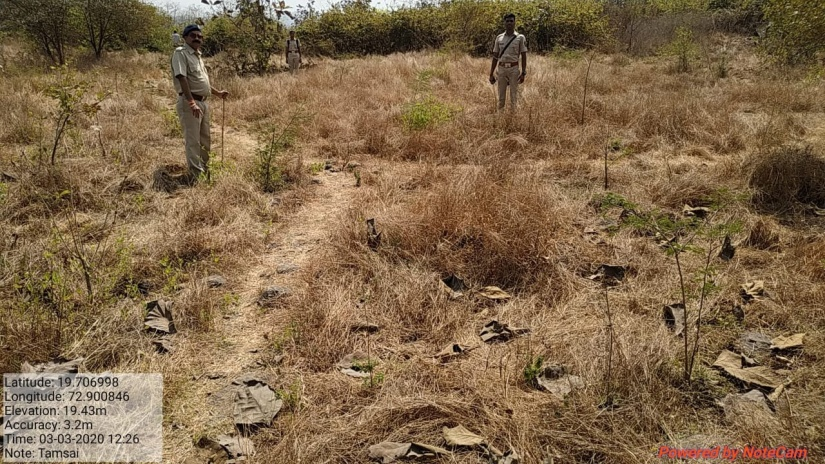 Latitude: 19.706998
Longitude: 72.900846
Elevation: 19.43m
Accuracy: 3.2m
Time: 03-03-2020 12:26
Note: Tamsai
Powered by NoteCam